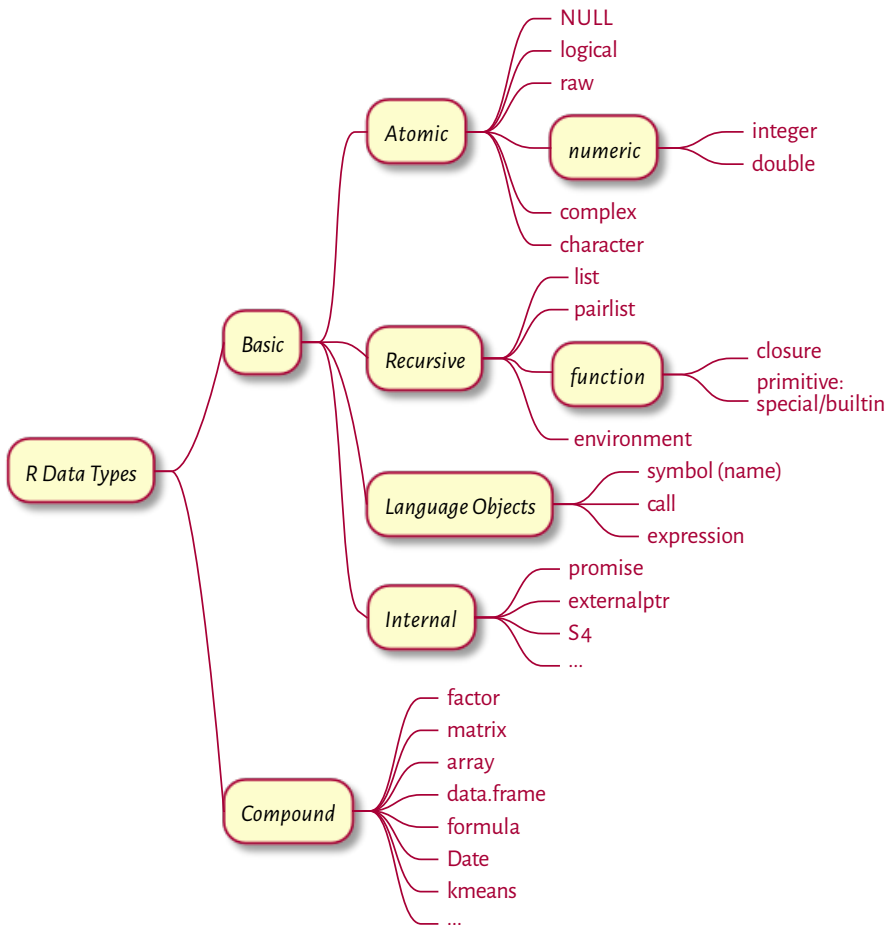 NULL
logical
raw
Atomic
numeric
integer
double
complex
character
list
pairlist
Basic
Recursive
function
closure
primitive:
special/builtin
environment
R Data Types
symbol (name)
Language Objects
call
expression
promise
externalptr
Internal
S4
...
factor
matrix
array
data.frame
Compound
formula
Date
kmeans
...